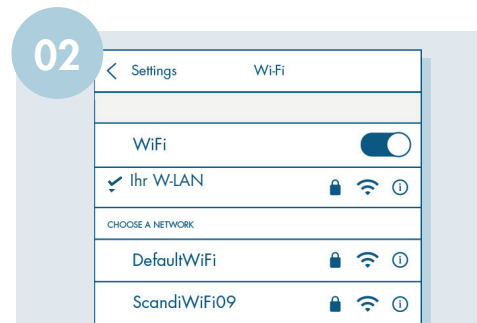 02
Settings Wi-Fi
WiFi
Ihr W-LAN
CHOOSE A NETWORK
DefaultWiFi
ScandiWiFi09